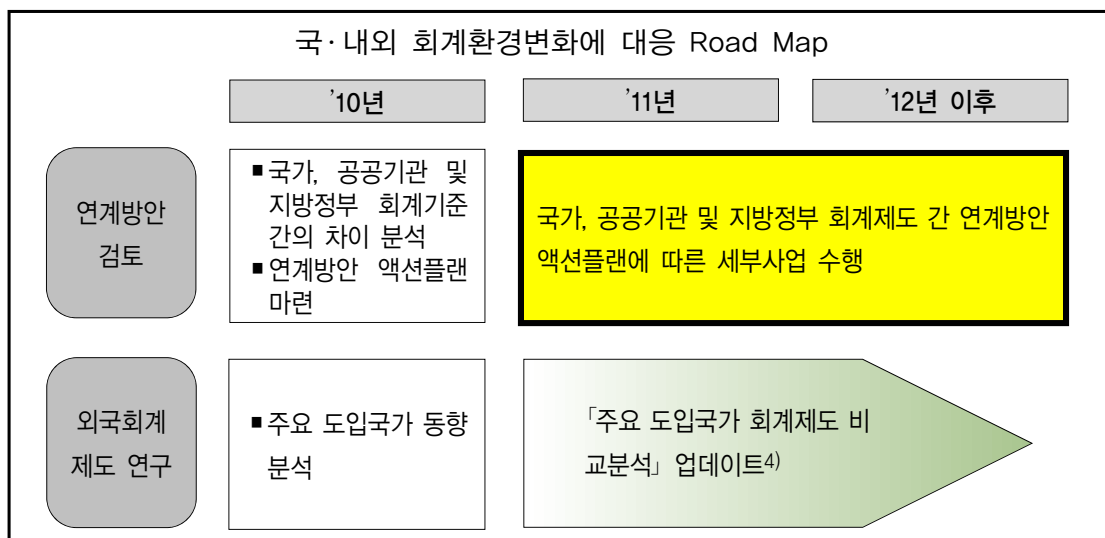 국·내외 회계환경변화에 대응 Road Map
'10년
'11년
'12년 이후
연계방안
검토
▪국가, 공공기관 및
지방정부 회계기준
간의 차이 분석
▪연계방안 액션플랜
마련
국가, 공공기관 및 지방정부 회계제도 간 연계방안
액션플랜에 따른 세부사업 수행
외국회계
제도 연구
▪주요 도입국가 동향
분석
「주요 도입국가 회계제도 비
교분석」 업데이트4)